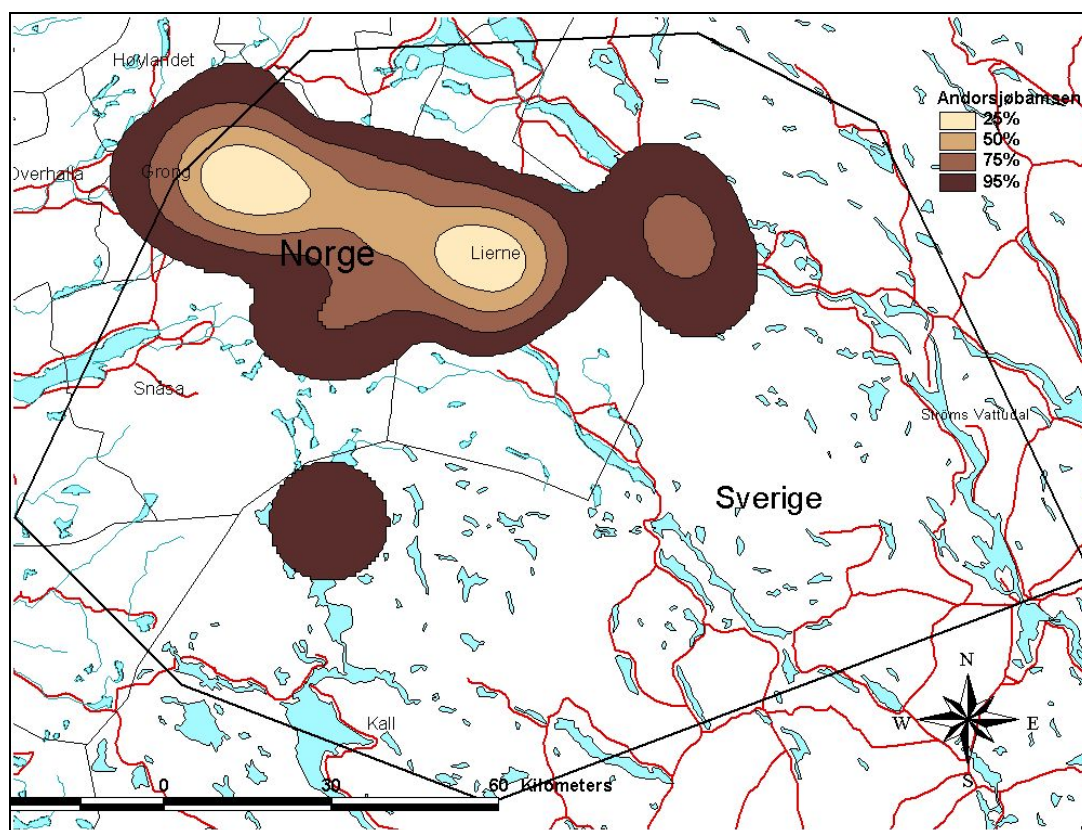 Høylandet
Andorsjøbamsen
25%
50%
75%
95%
Overhalla
Grong
Norge
Lierne
Snåsa
Ströms Vattudal
Sverige
N
W
E
S
Kall
0
30
60
Kilometers